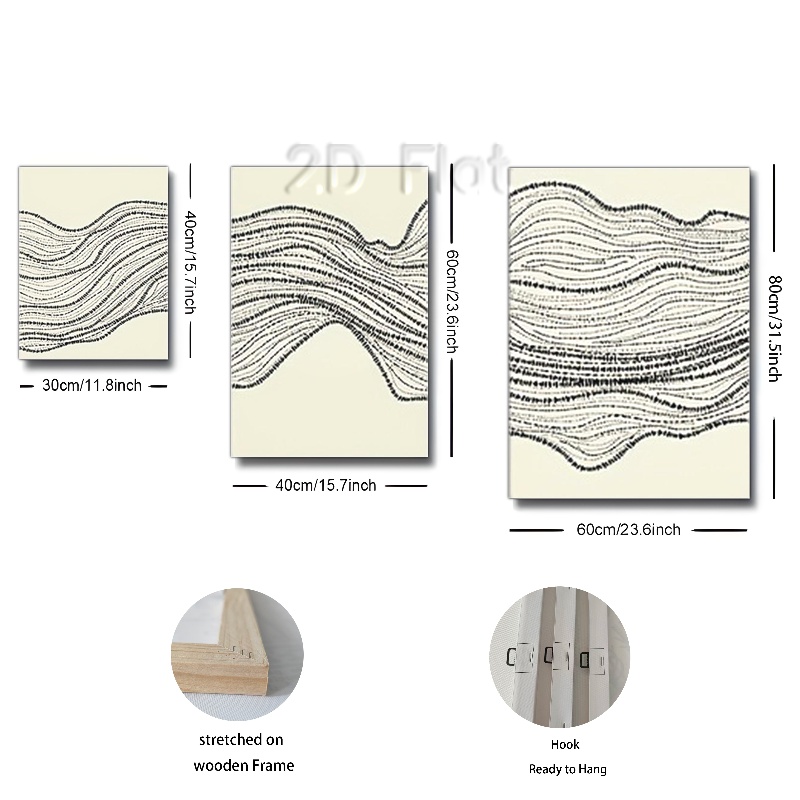 2D Flat
40cm/15.7inch
30cm/11.8inch
60cm/23.6inch
40cm/15.7inch
80cm/31.5inch
60cm/23.6inch
stretched on
wooden Frame
Hook
Ready to Hang